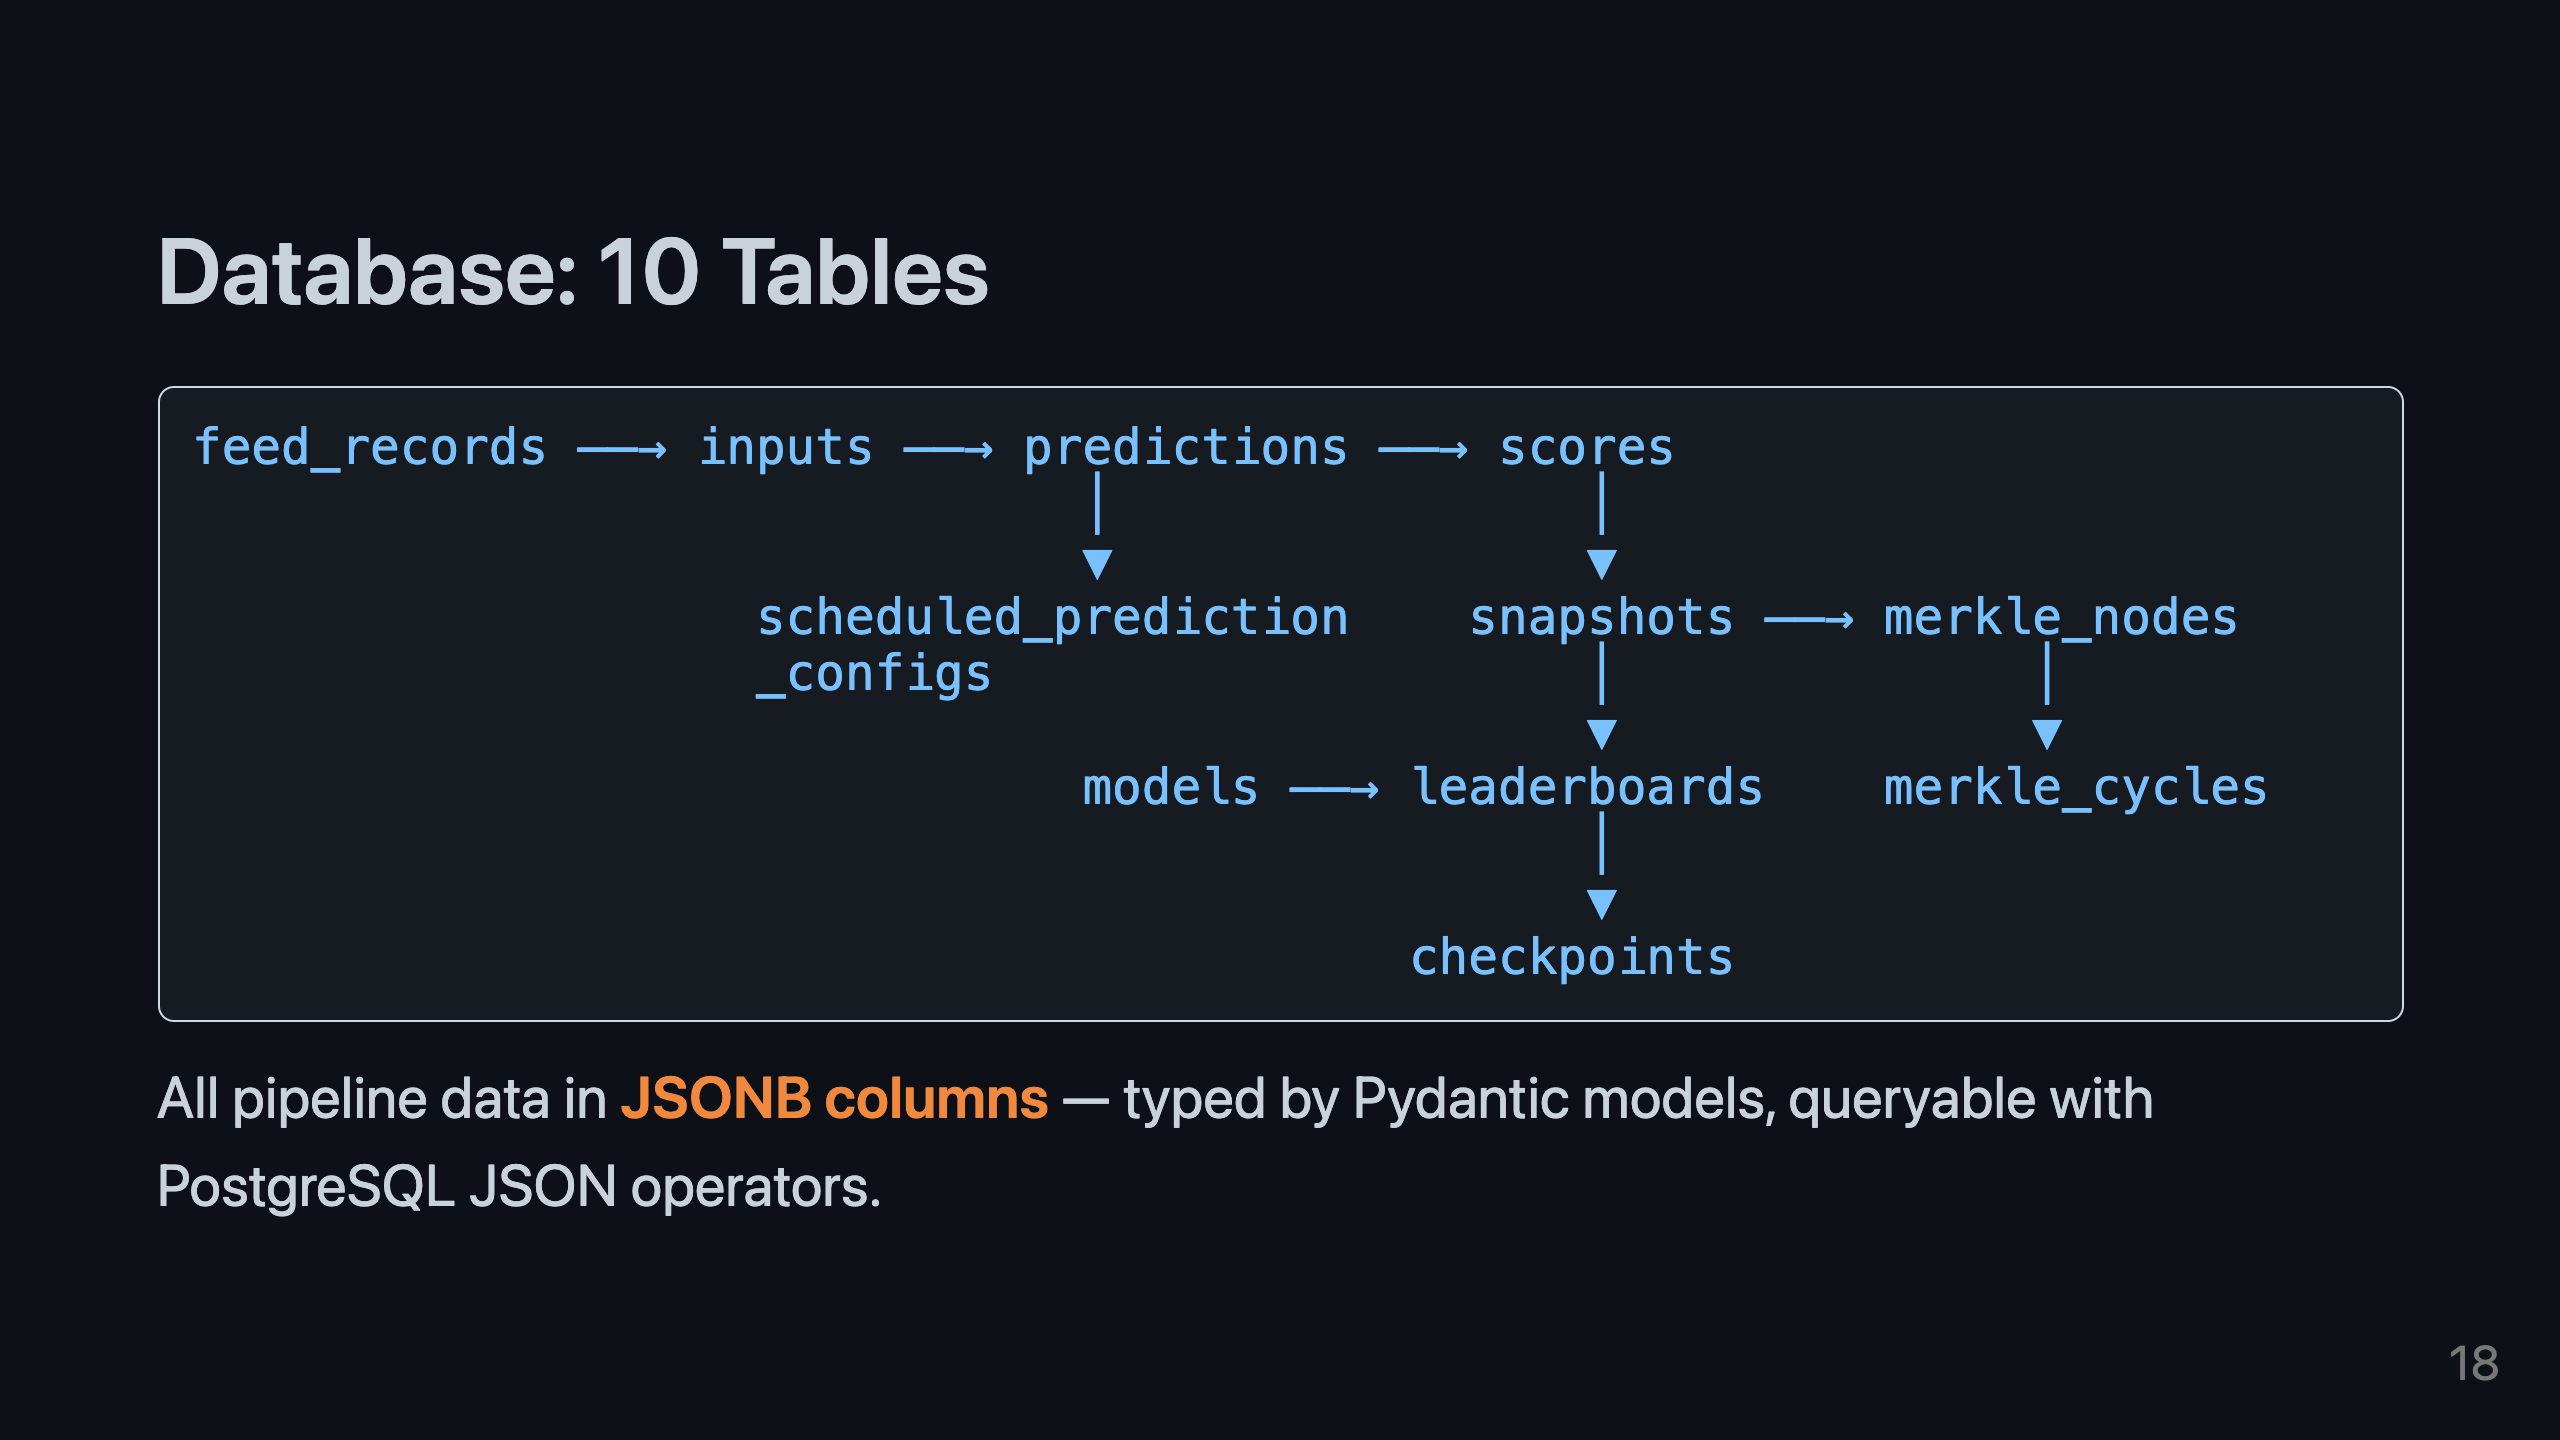 Database: 10 Tables
feed_records ──→ inputs ──→ predictions ──→ scores
scheduled_prediction snapshots ──→ merkle_nodes
_configs
models ──→ leaderboards merkle_cycles
checkpoints
All pipeline data in JSONB columns — typed by Pydantic models, queryable with
PostgreSQL JSON operators.
18